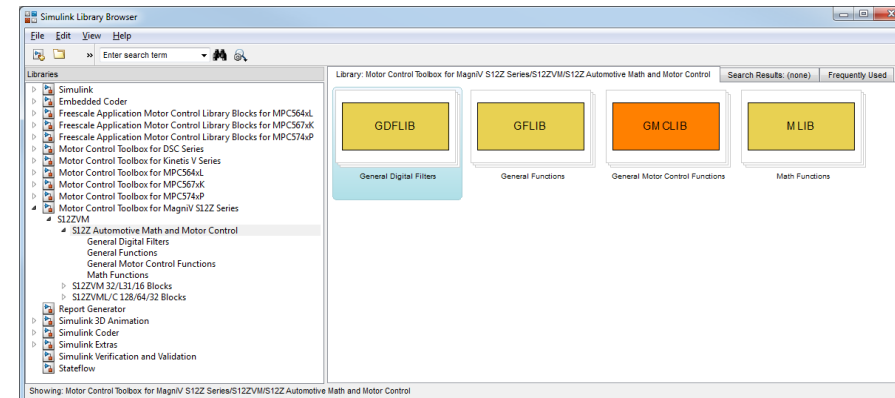 Simulink Library Browser
File Edit View Help
» Enter search term
Libraries
Simulink
Embedded Coder
Freescale Application Motor Control Library Blocks for MPC564xL
Freescale Application Motor Control Library Blocks for MPC567xK
Freescale Application Motor Control Library Blocks for MPC574xP
Motor Control Toolbox for DSC Series
Motor Control Toolbox for Kinetis V Series
Motor Control Toolbox for MPC564xL
Motor Control Toolbox for MPC567xK
Motor Control Toolbox for MPC574xP
Motor Control Toolbox for MagniV S12Z Series
S12ZVM
S12Z Automotive Math and Motor Control
General Digital Filters
General Functions
General Motor Control Functions
Math Functions
S12ZVM 32/L31/16 Blocks
S12ZVML/C 128/64/32 Blocks
Report Generator
Simulink 3D Animation
Simulink Coder
Simulink Extras
Simulink Verification and Validation
Stateflow
Library: Motor Control Toolbox for MagniV S12Z Series/S12ZVM/S12Z Automotive Math and Motor Control Search Results: (none) Frequently Used
GDFLIB GFLIB GMCLIB MLIB
General Digital Filters General Functions General Motor Control Functions Math Functions
Showing: Motor Control Toolbox for MagniV S12Z Series/S12ZVM/S12Z Automotive Math and Motor Control